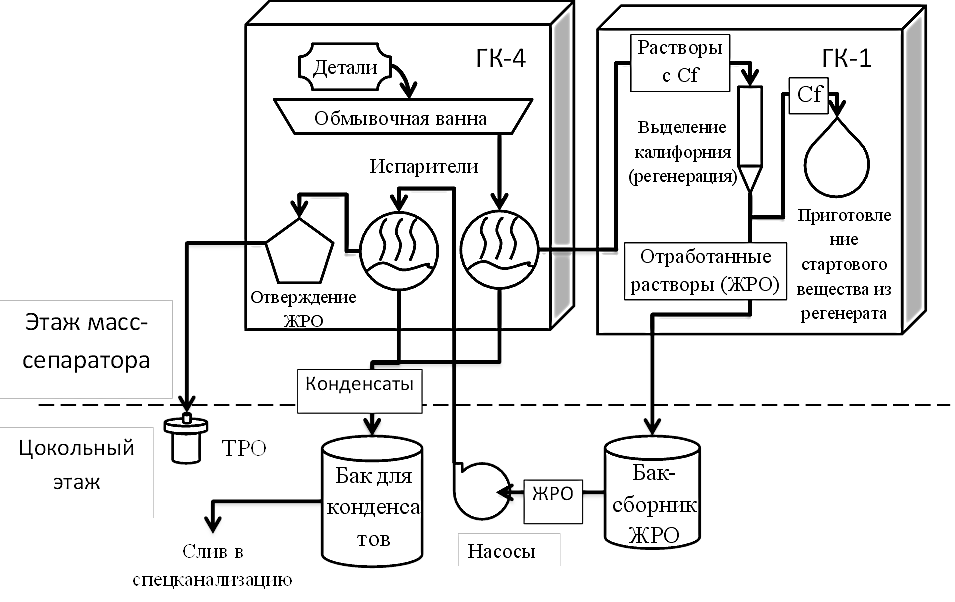 ГК-4
Детали
Обмывочная ванна
Испарители
Отверждение
ЖРО
ГК-1
Растворы
с Cf
Cf
Выделение
калифорния
(регенерация)
Приготовле
ние
стартового
вещества из
регенерата
Отработанные
растворы (ЖРО)
Этаж масс-
сепаратора
Конденсаты
Цокольный
этаж
ТРО
Бак для
конденса
тов
Слив в
спецканализацию
Насосы
ЖРО
Бак-
сборник
ЖРО